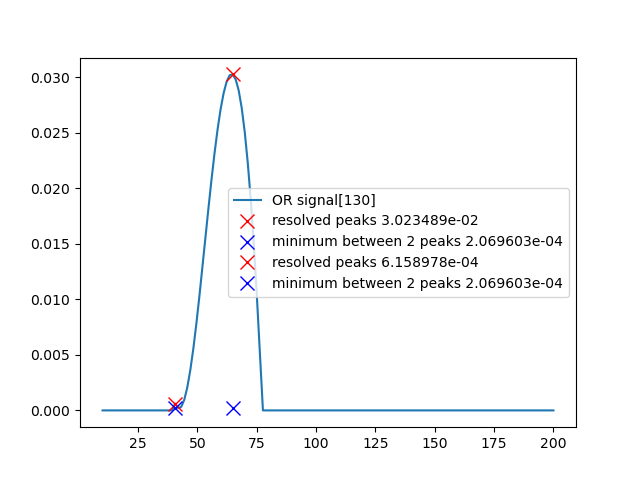 0.030
0.025
0.020
0.015
0.010
0.005
0.000
OR signal[130]
resolved peaks 3.023489e-02
minimum between 2 peaks 2.069603e-04
resolved peaks 6.158978e-04
minimum between 2 peaks 2.069603e-04
25 50 75 100 125 150 175 200